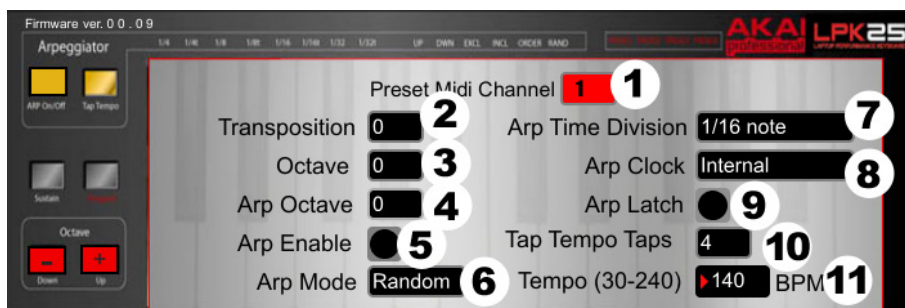 Firmware ver. 0 0 . 0 9
Arpeggiator
1/4 1/4t 1/8 1/8t 1/16 1/16t 1/32 1/32t UP DWN EXCL INCL ORDER RAND
AKAI professional LPK25
LAPTOP PERFORMANCE KEYBOARD
ARP On/Off Tap Tempo
Preset Midi Channel 1 1
Transposition 0 2
Arp Time Division 1/16 note 7
Octave 0 3
Arp Clock Internal 8
Arp Octave 0 4
Arp Latch 9
Arp Enable 5
Tap Tempo Taps 4 10
Arp Mode Random 6
Tempo (30-240) 140 BPM 11
Sustain
Octave
- +
Down Up